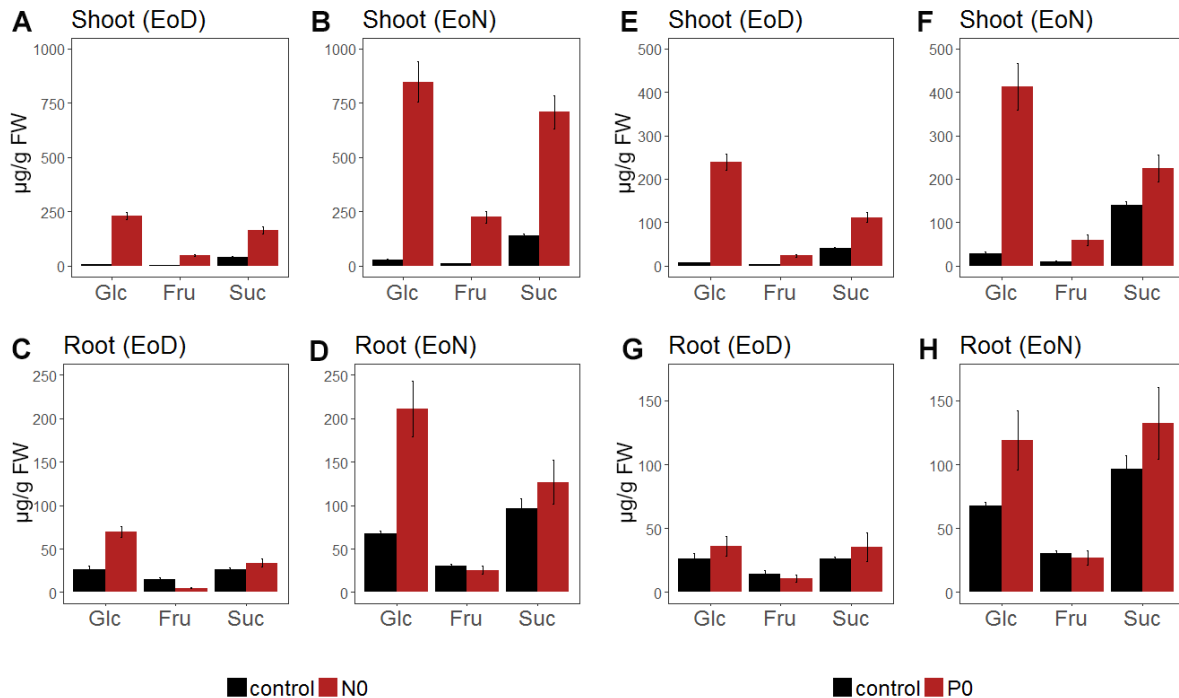 A Shoot (EoD)
µg/g FW
1000
750
500
250
0
Glc Fru Suc
B Shoot (EoN)
1000
750
500
250
0
Glc Fru Suc
E Shoot (EoD)
µg/g FW
500
400
300
200
100
0
Glc Fru Suc
F Shoot (EoN)
500
400
300
200
100
0
Glc Fru Suc
C Root (EoD)
µg/g FW
250
200
150
100
50
0
Glc Fru Suc
D Root (EoN)
250
200
150
100
50
0
Glc Fru Suc
G Root (EoD)
µg/g FW
150
100
50
0
Glc Fru Suc
H Root (EoN)
150
100
50
0
Glc Fru Suc
control N0
control P0